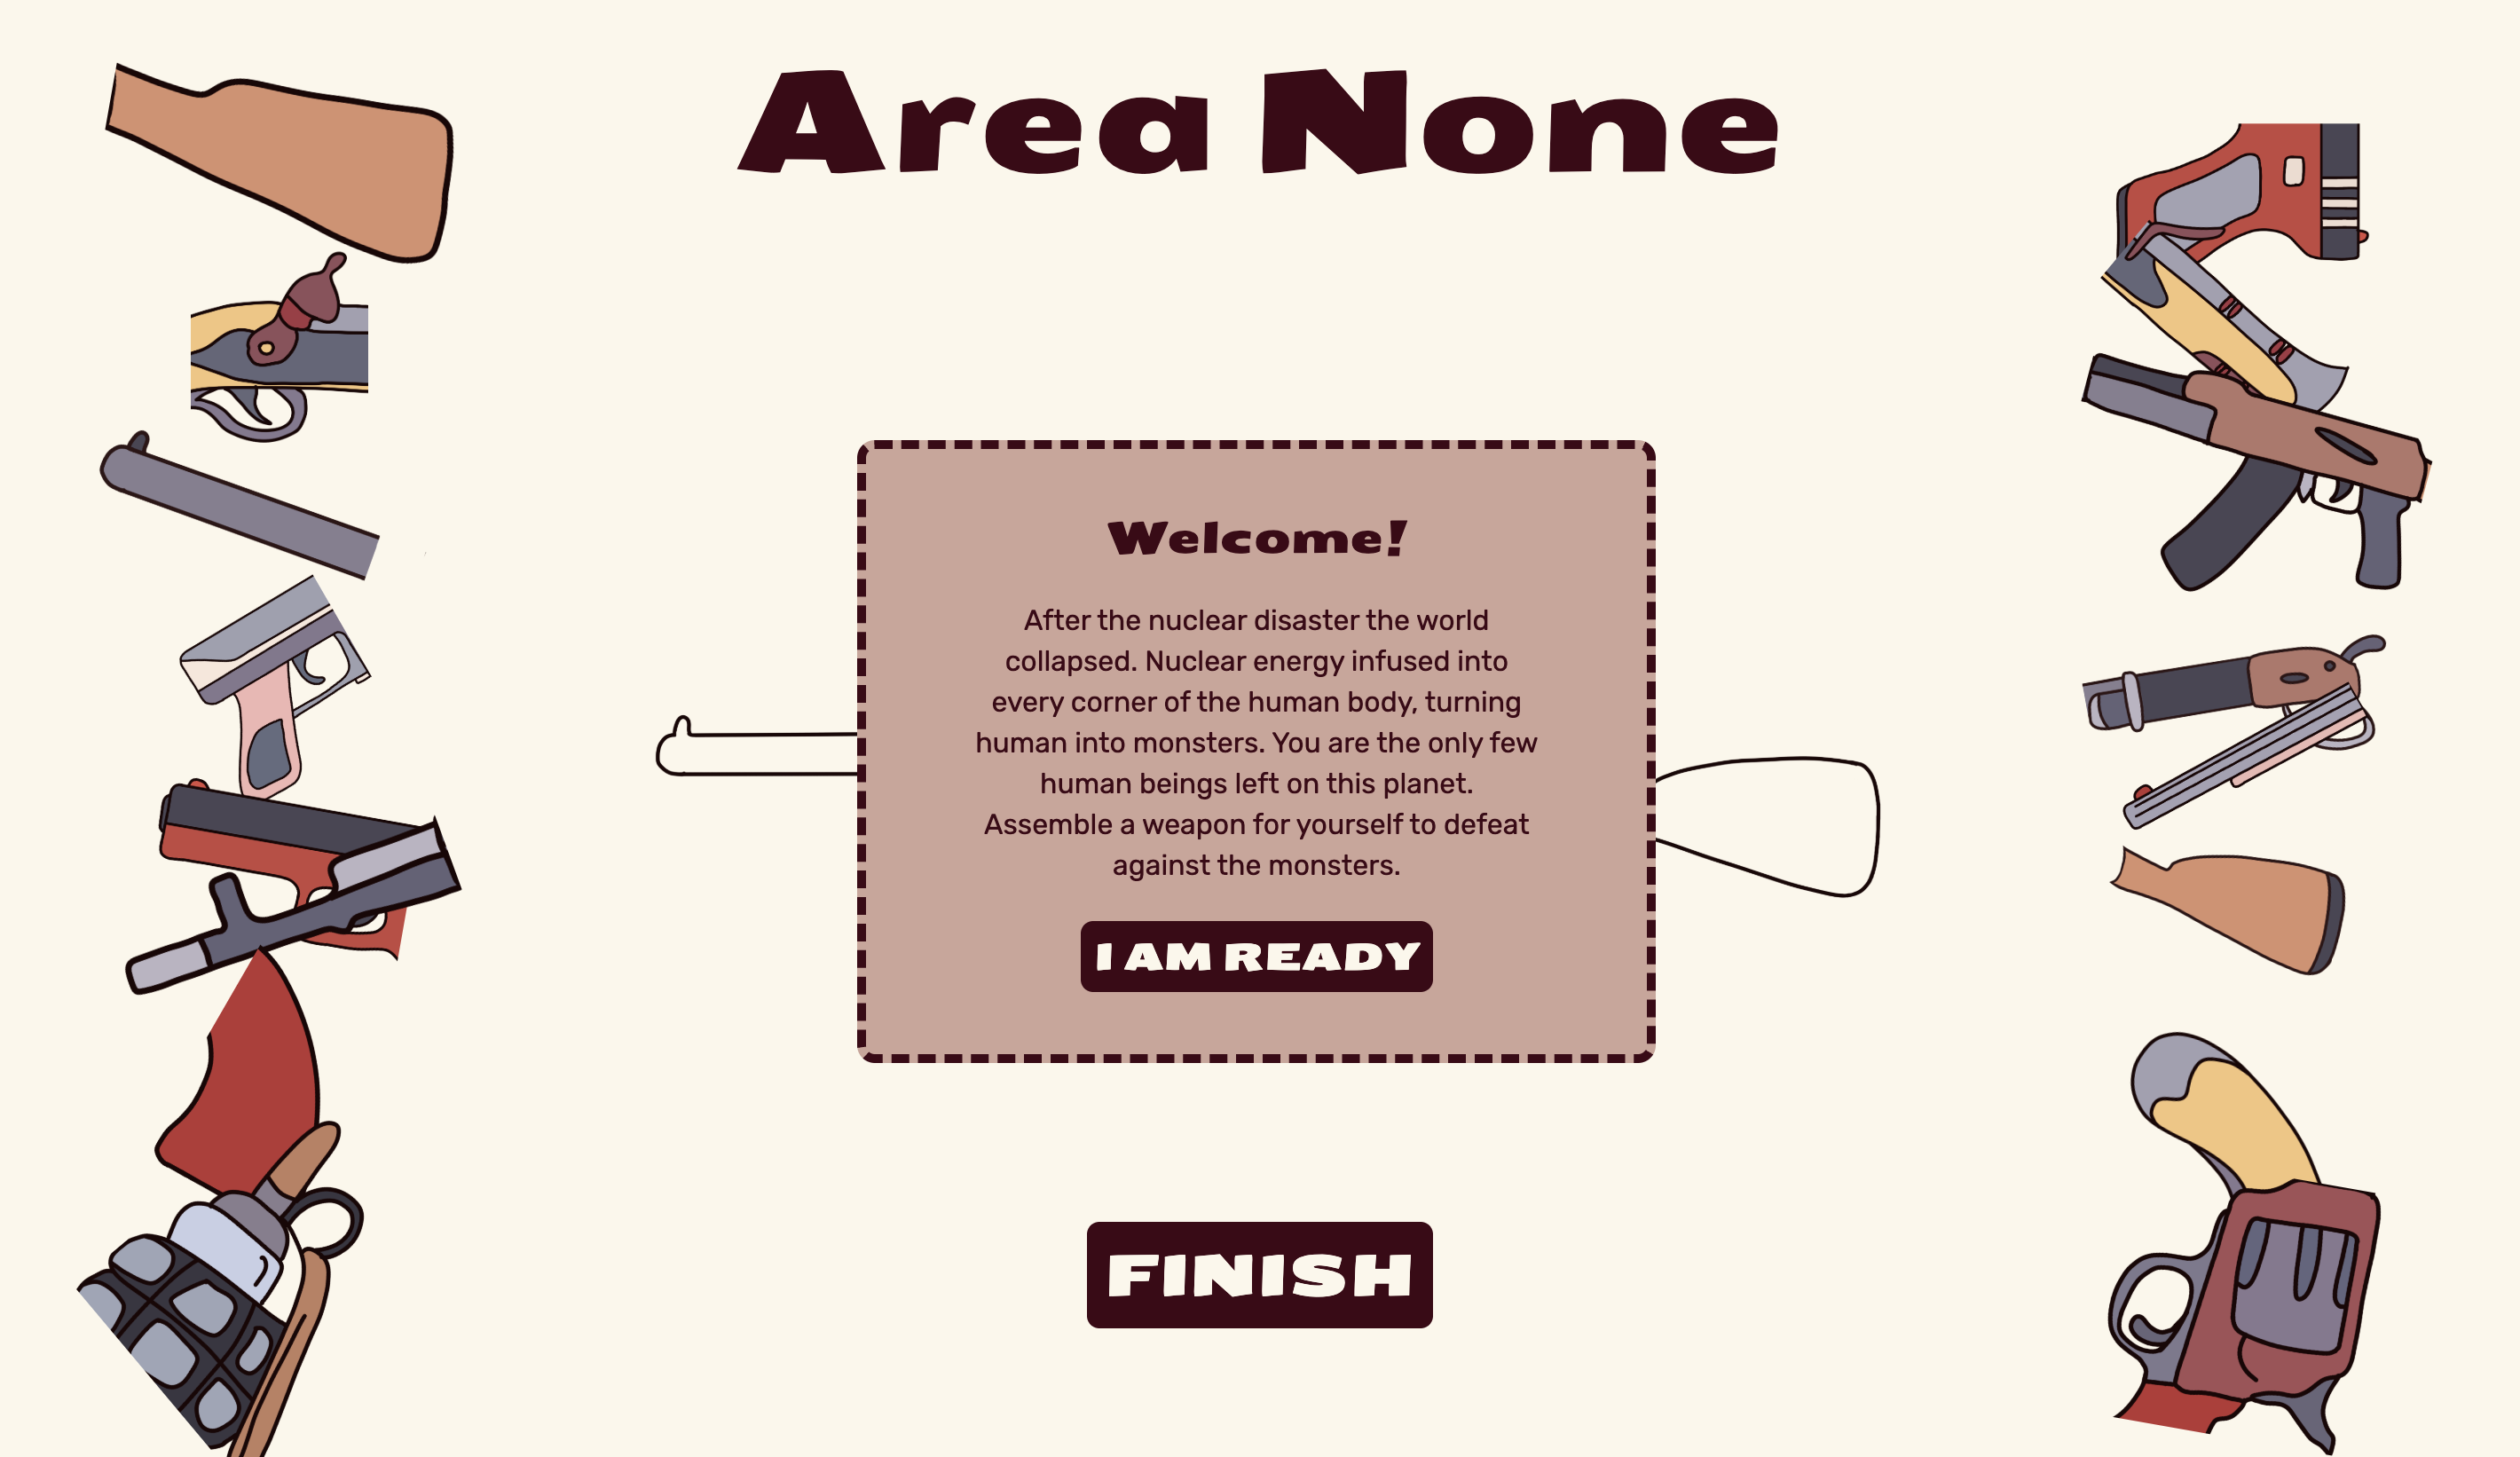 Area None
Welcome!
After the nuclear disaster the world
collapsed. Nuclear energy infused into
every corner of the human body, turning
human into monsters. You are the only few
human beings left on this planet.
Assemble a weapon for yourself to defeat
against the monsters.
I AM READY
FINISH